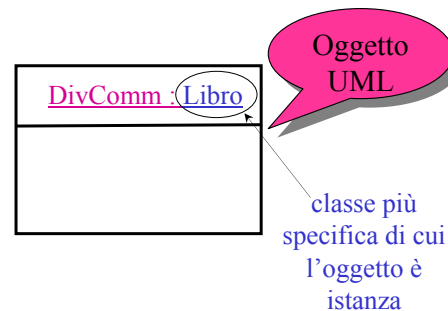 Oggetto
UML
DivComm : Libro
classe più
specifica di cui
l’oggetto è
istanza